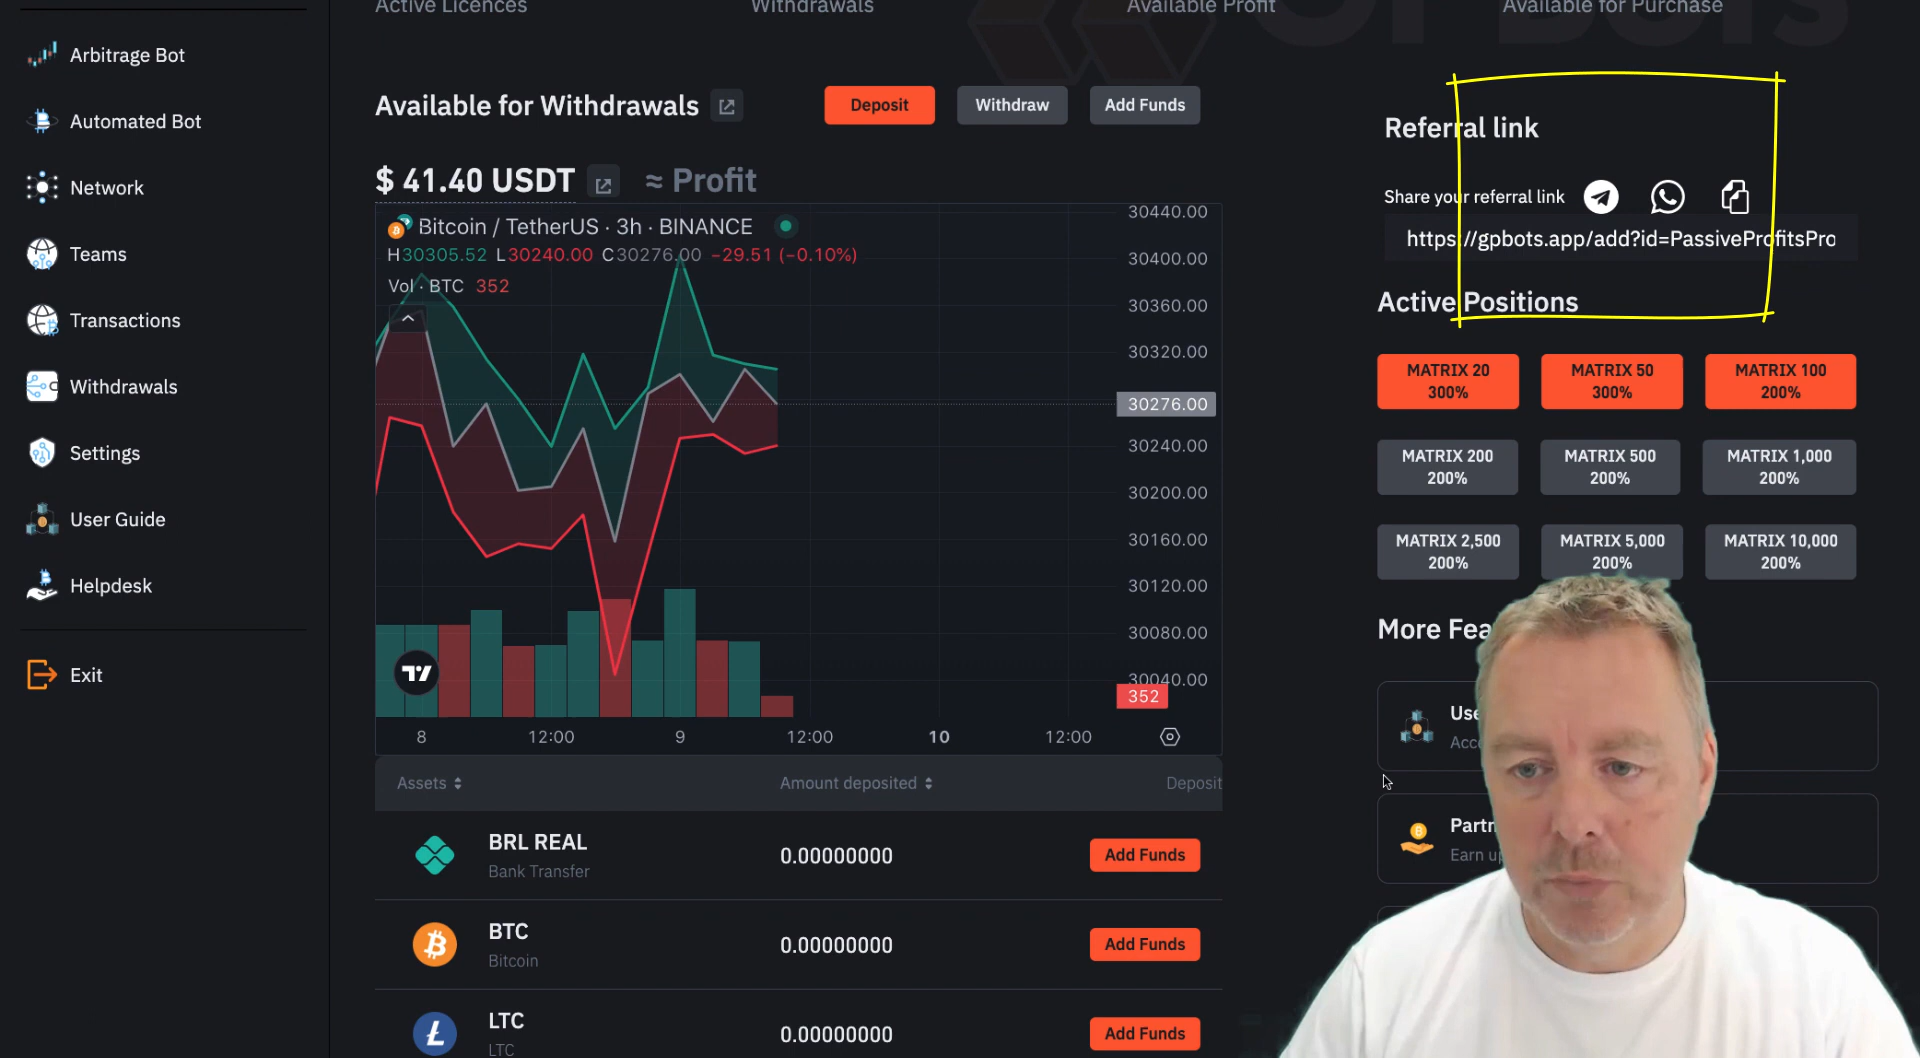 Active Licences
Withdrawals
Available Profit
Available for Purchase
Arbitrage Bot
Automated Bot
Network
Teams
Transactions
Withdrawals
Settings
User Guide
Helpdesk
Exit
Available for Withdrawals
Deposit
Withdraw
Add Funds
$ 41.40 USDT
≈ Profit
Bitcoin / TetherUS · 3h · BINANCE
H30305.52 L30240.00 C30276.00 −29.51 (−0.10%)
Vol · BTC 352
30440.00
30400.00
30360.00
30320.00
30276.00
30240.00
30200.00
30160.00
30120.00
30080.00
30040.00
352
8
12:00
9
12:00
10
12:00
Assets
Amount deposited
Deposit
BRL REAL
Bank Transfer
0.00000000
Add Funds
BTC
Bitcoin
0.00000000
Add Funds
LTC
LTC
0.00000000
Add Funds
Referral link
Share your referral link
https://gpbots.app/add?id=PassiveProfitsPro
Active Positions
MATRIX 20
300%
MATRIX 50
300%
MATRIX 100
200%
MATRIX 200
200%
MATRIX 500
200%
MATRIX 1,000
200%
MATRIX 2,500
200%
MATRIX 5,000
200%
MATRIX 10,000
200%
More
Earn